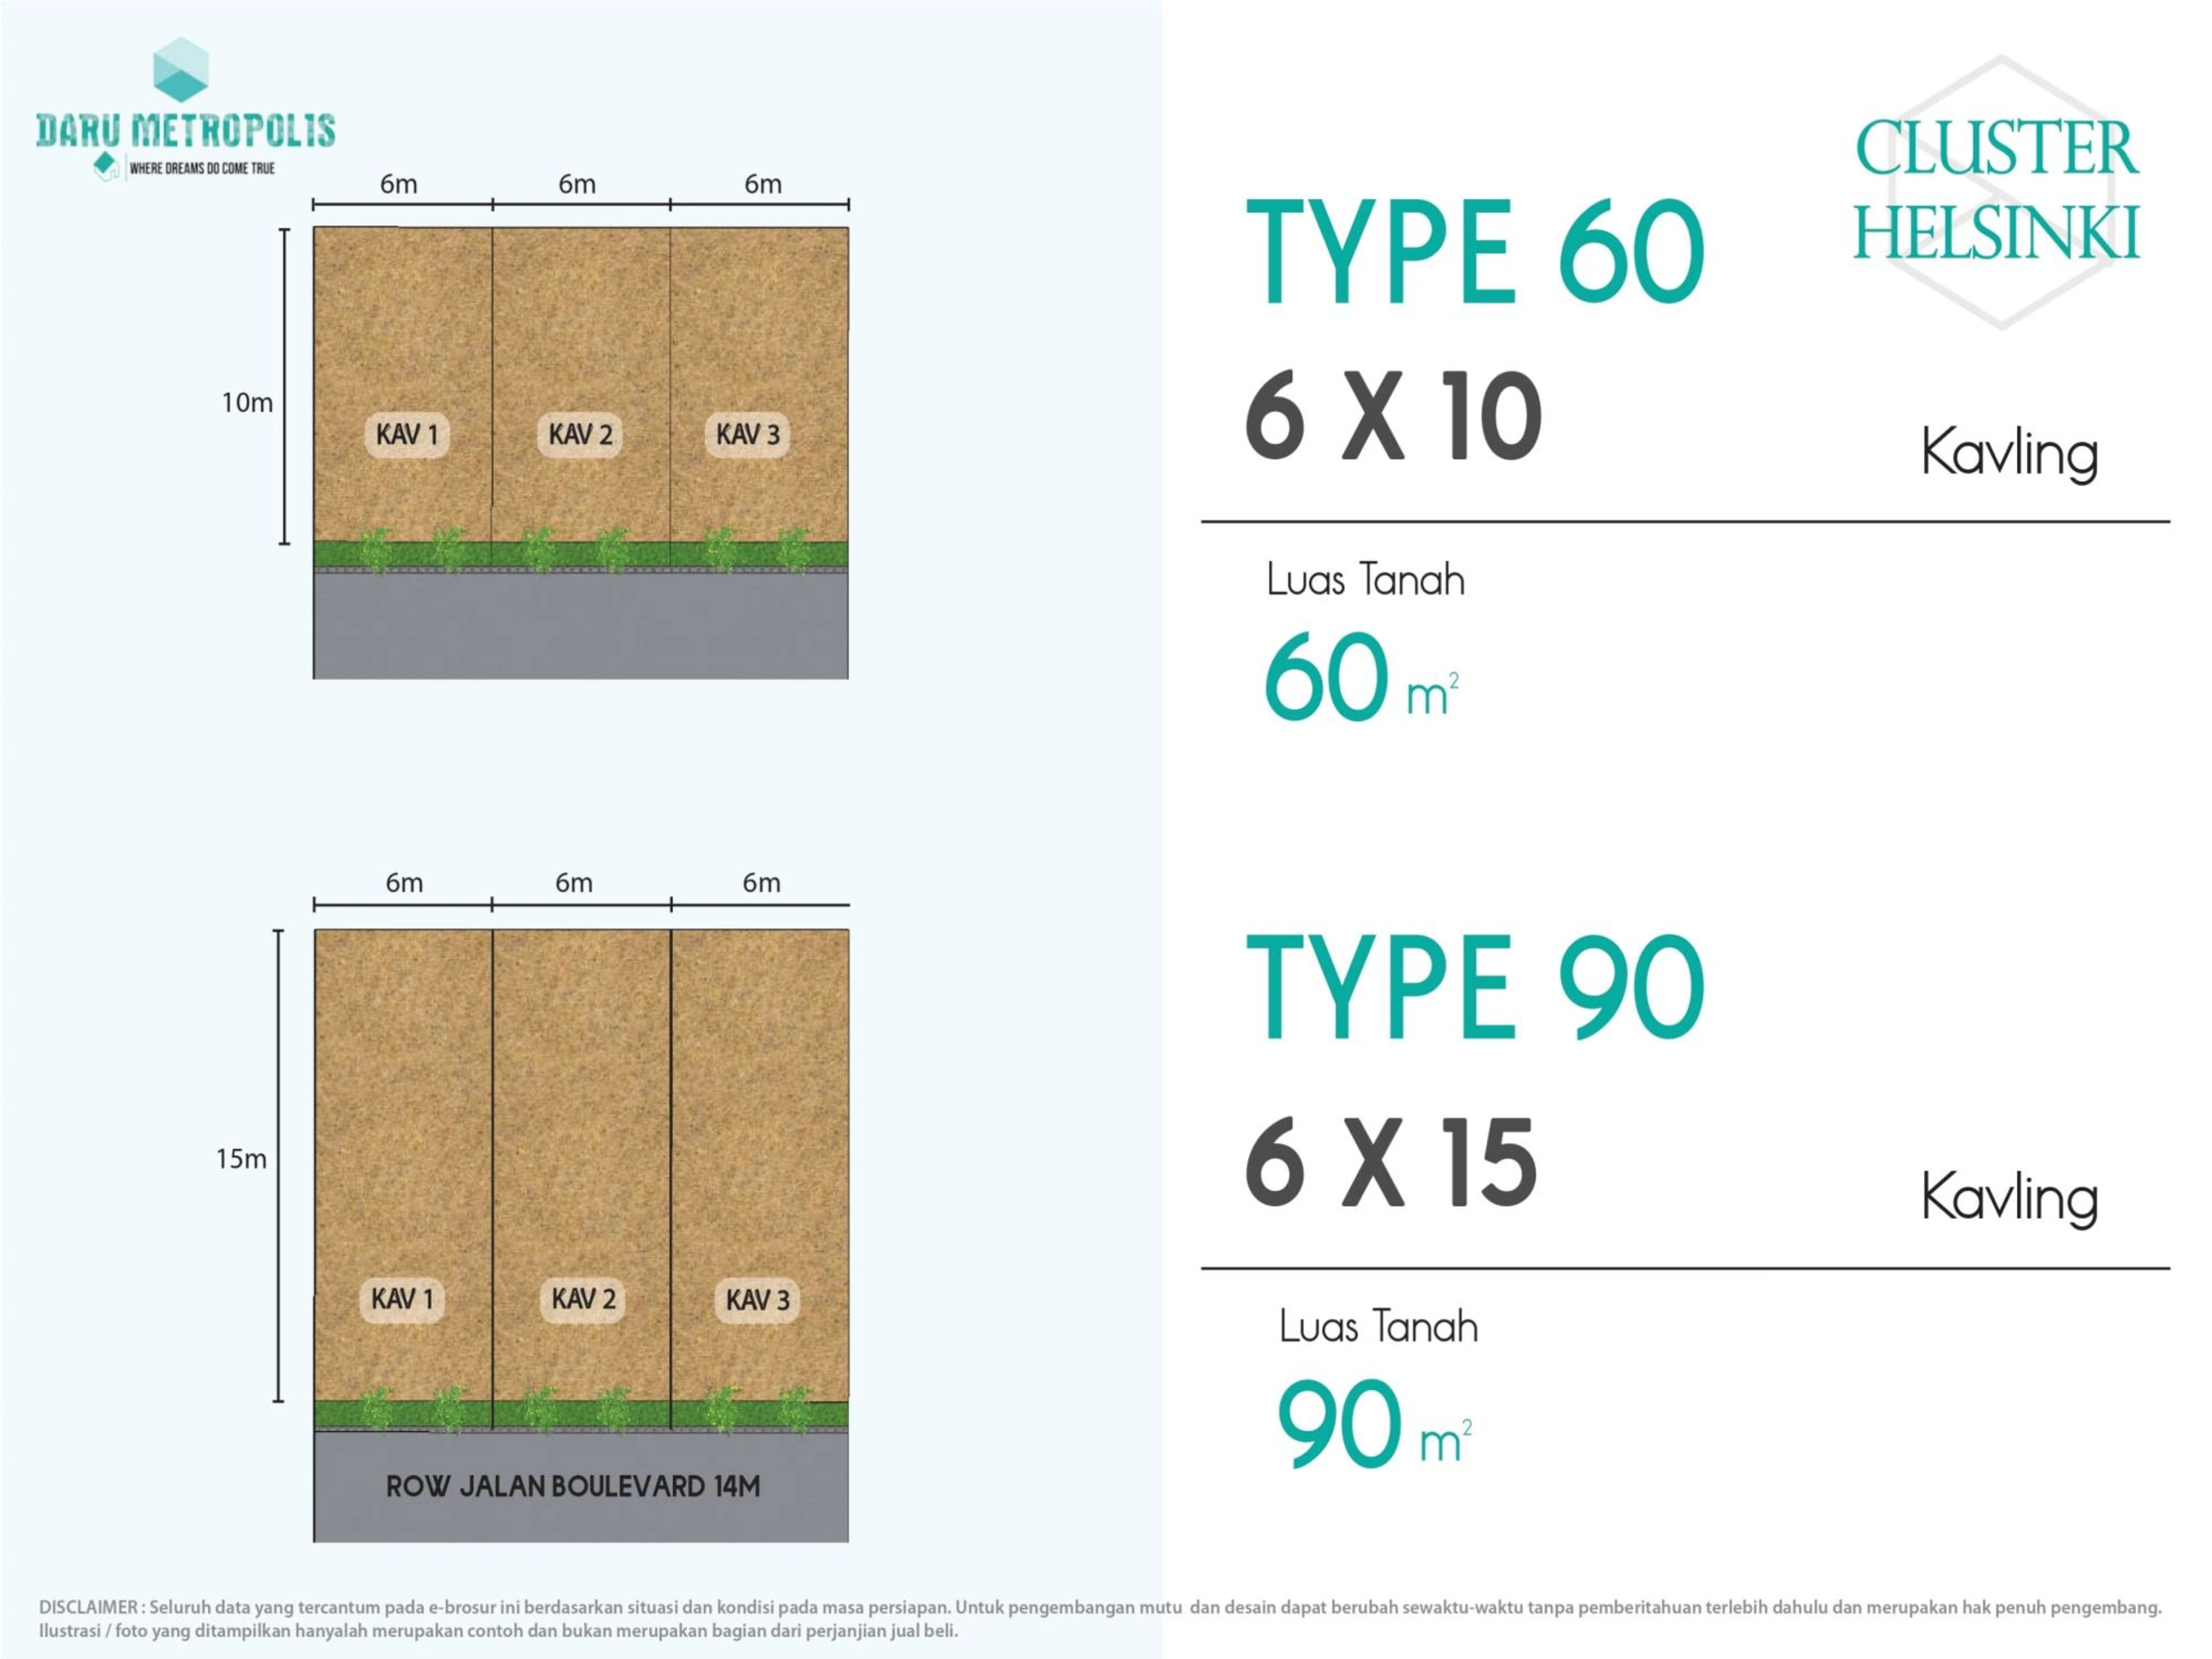 DARU METROPOLIS
WHERE DREAMS DO COME TRUE
6m 6m 6m
10m
KAV 1 KAV 2 KAV 3
CLUSTER
HELSINKI
TYPE 60
6 X 10
Kavling
Luas Tanah
60 m²
6m 6m 6m
15m
KAV 1 KAV 2 KAV 3
ROW JALAN BOULEVARD 14M
TYPE 90
6 X 15
Kavling
Luas Tanah
90 m²
DISCLAIMER : Seluruh data yang tercantum pada e-brosur ini berdasarkan situasi dan kondisi pada masa persiapan. Untuk pengembangan mutu dan desain dapat berubah sewaktu-waktu tanpa pemberitahuan terlebih dahulu dan merupakan hak penuh pengembang.
Ilustrasi / foto yang ditampilkan hanyalah merupakan contoh dan bukan merupakan bagian dari perjanjian jual beli.